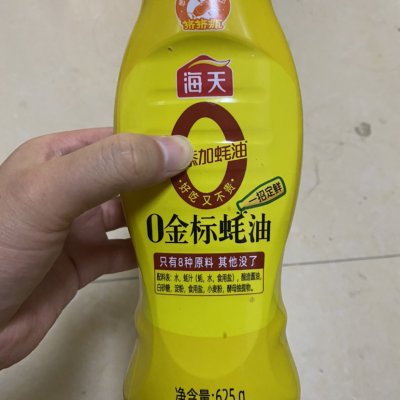 海天
添加蚝油
0
好吃又不贵
一招定鲜
0金标蚝油
只有8种原料 其他没了
配料表：水、蚝汁（蚝、水、食用盐）、酿造酱油、
白砂糖、淀粉、食用盐、小麦粉、酵母抽提物。
净含量:625g